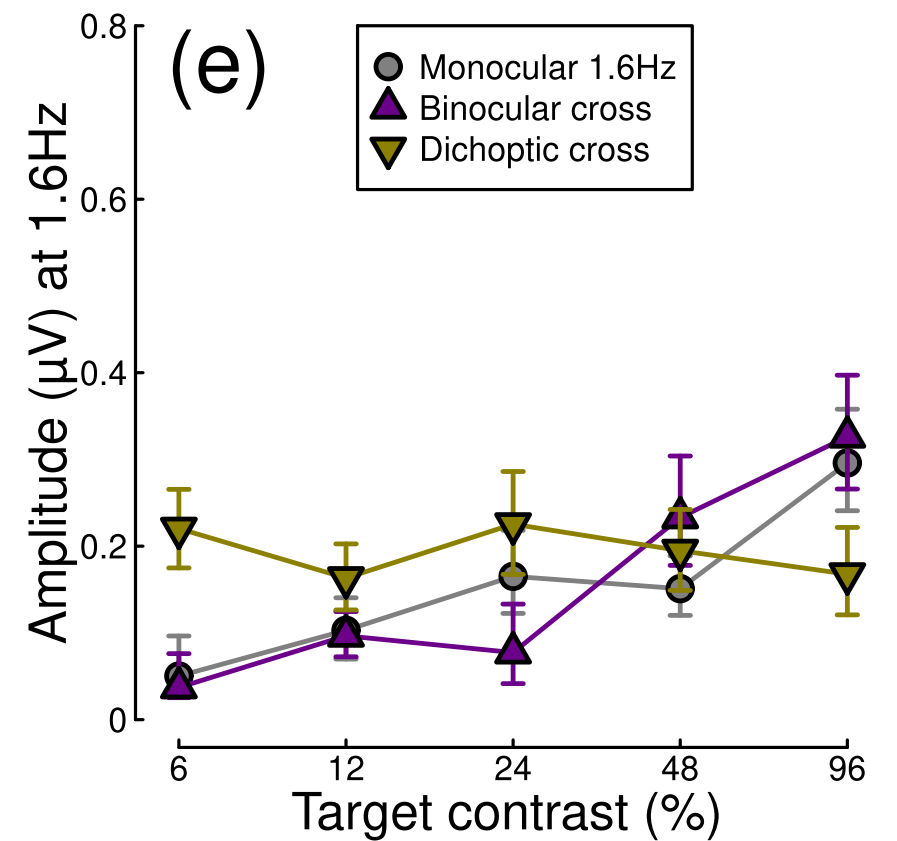 (e)
Monocular 1.6Hz
Binocular cross
Dichoptic cross
Amplitude (µV) at 1.6Hz
0.8
0.6
0.4
0.2
0
6 12 24 48 96
Target contrast (%)